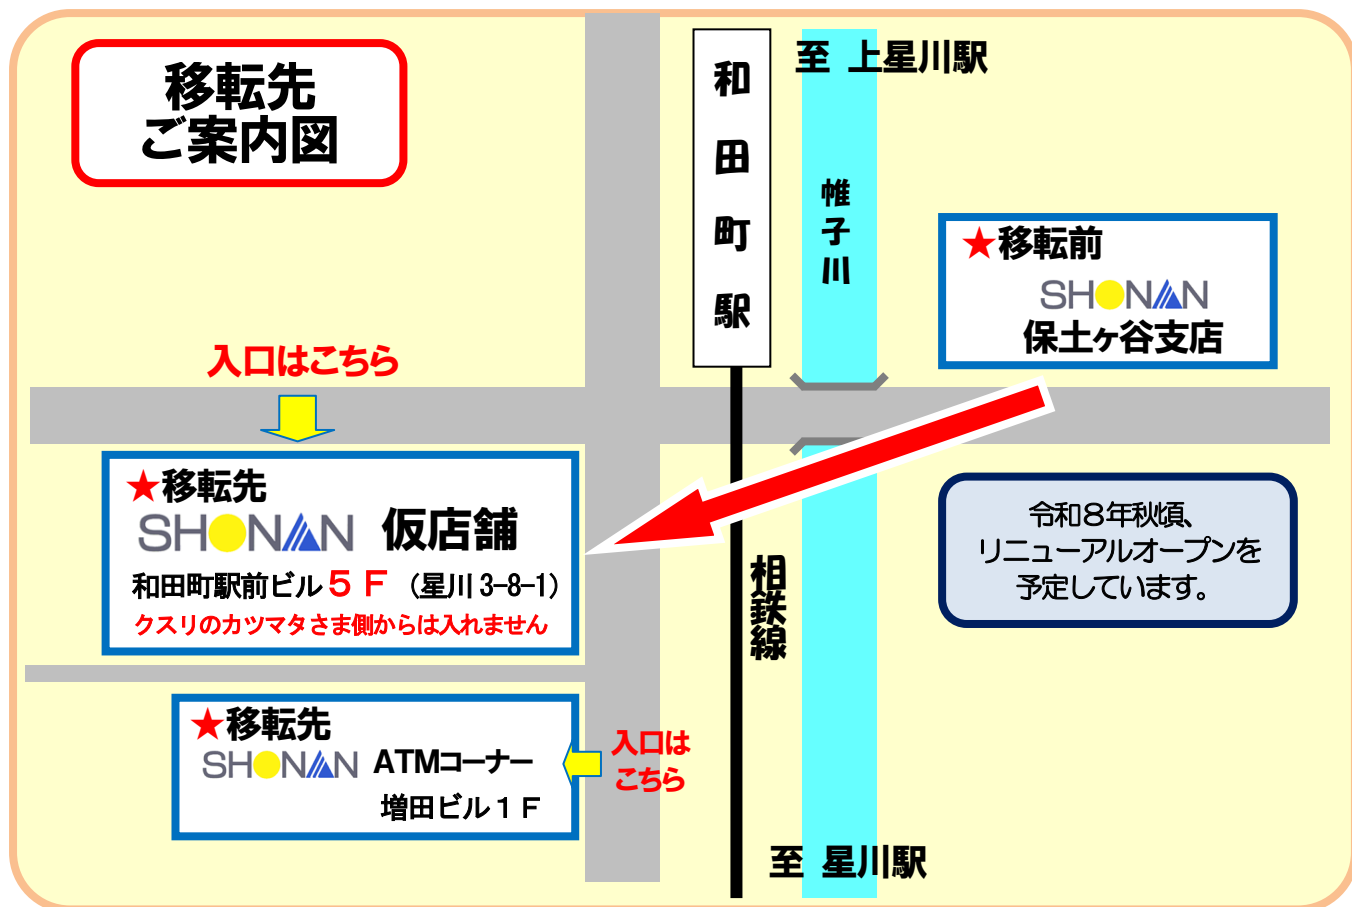 移転先
ご案内図
和田町駅
至 上星川駅
帷子川
★移転前
SHONAN
保土ヶ谷支店
入口はこちら
★移転先
SHONAN 仮店舗
和田町駅前ビル５Ｆ（星川3-8-1）
クスリのカツマタさま側からは入れません
相鉄線
令和８年秋頃、
リニューアルオープンを
予定しています。
★移転先
SHONAN ATMコーナー
増田ビル１Ｆ
入口は
こちら
至 星川駅